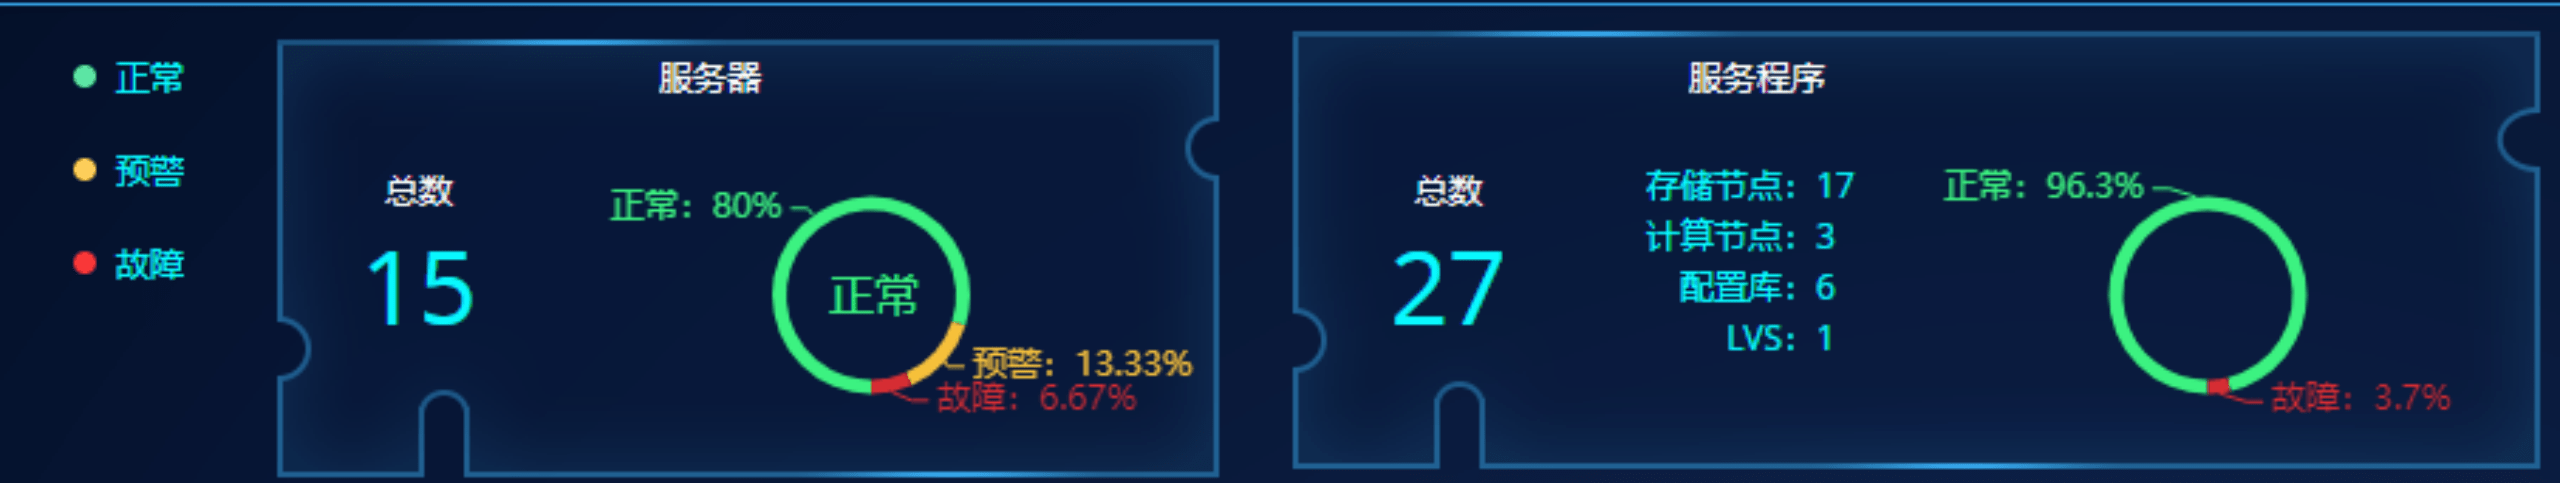 正常
预警
故障
服务器
总数
15
正常：80%
正常
预警：13.33%
故障：6.67%
服务程序
总数
27
存储节点：17
计算节点：3
配置库：6
LVS：1
正常：96.3%
故障：3.7%